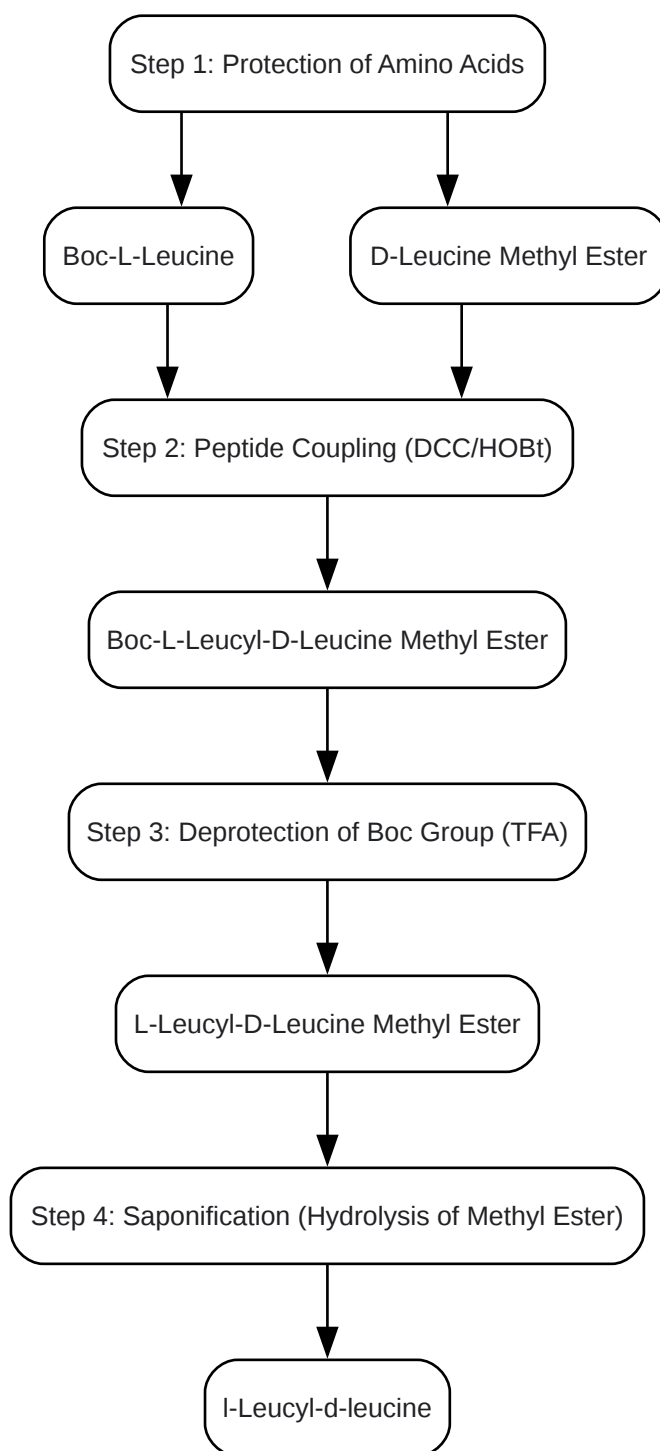 Step 1: Protection of Amino Acids
Boc-L-Leucine
D-Leucine Methyl Ester
Step 2: Peptide Coupling (DCC/HOBt)
Boc-L-Leucyl-D-Leucine Methyl Ester
Step 3: Deprotection of Boc Group (TFA)
L-Leucyl-D-Leucine Methyl Ester
Step 4: Saponification (Hydrolysis of Methyl Ester)
l-Leucyl-d-leucine